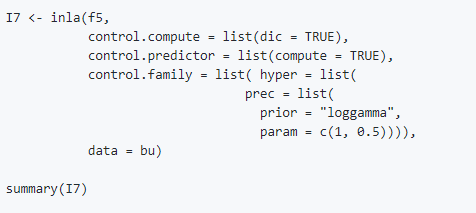 I7 <- inla(f5,
           control.compute = list(dic = TRUE),
           control.predictor = list(compute = TRUE),
           control.family = list( hyper = list(
                                prec = list(
                                  prior = "loggamma",
                                  param = c(1, 0.5)))),
           data = bu)

summary(I7)